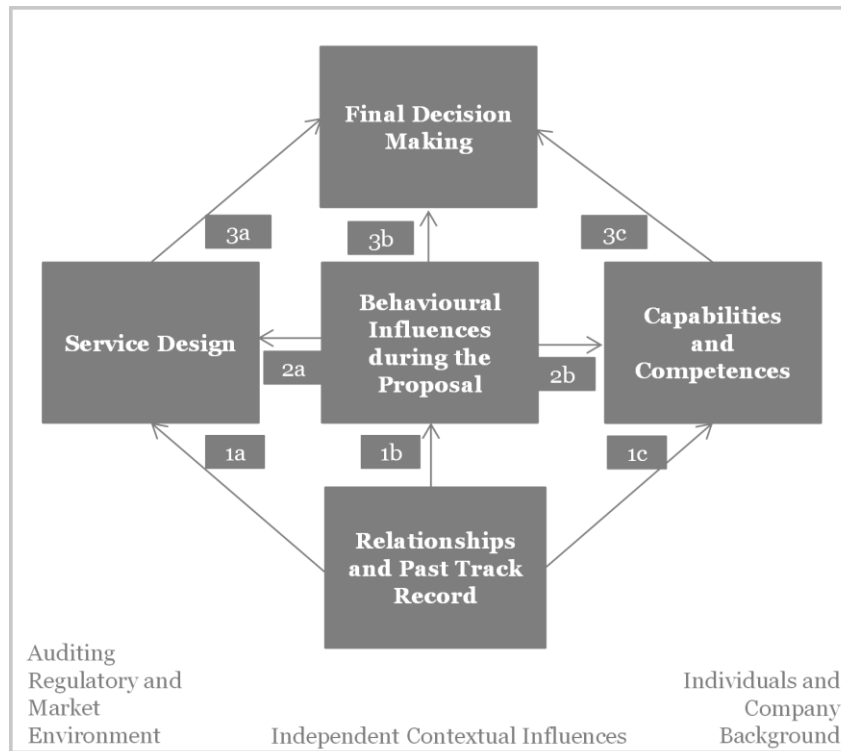 Final Decision
Making
3a
3b
3c
Service Design
Behavioural
Influences
during the
Proposal
Capabilities
and
Competences
2a
2b
1a
1b
1c
Relationships
and Past Track
Record
Auditing
Regulatory and
Market
Environment
Independent Contextual Influences
Individuals and
Company
Background